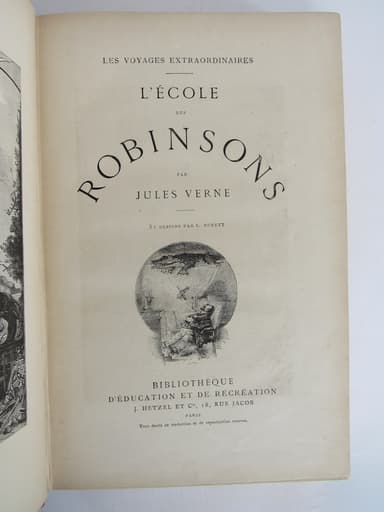 LES VOYAGES EXTRAORDINAIRES
L'ÉCOLE
DES
ROBINSONS
PAR
JULES VERNE
51 DESSINS PAR L. BENETT
BIBLIOTHÈQUE
D'ÉDUCATION ET DE RÉCRÉATION
J. HETZEL ET Cie, 18, RUE JACOB
PARIS
Tous droits de traduction et de reproduction réservés.